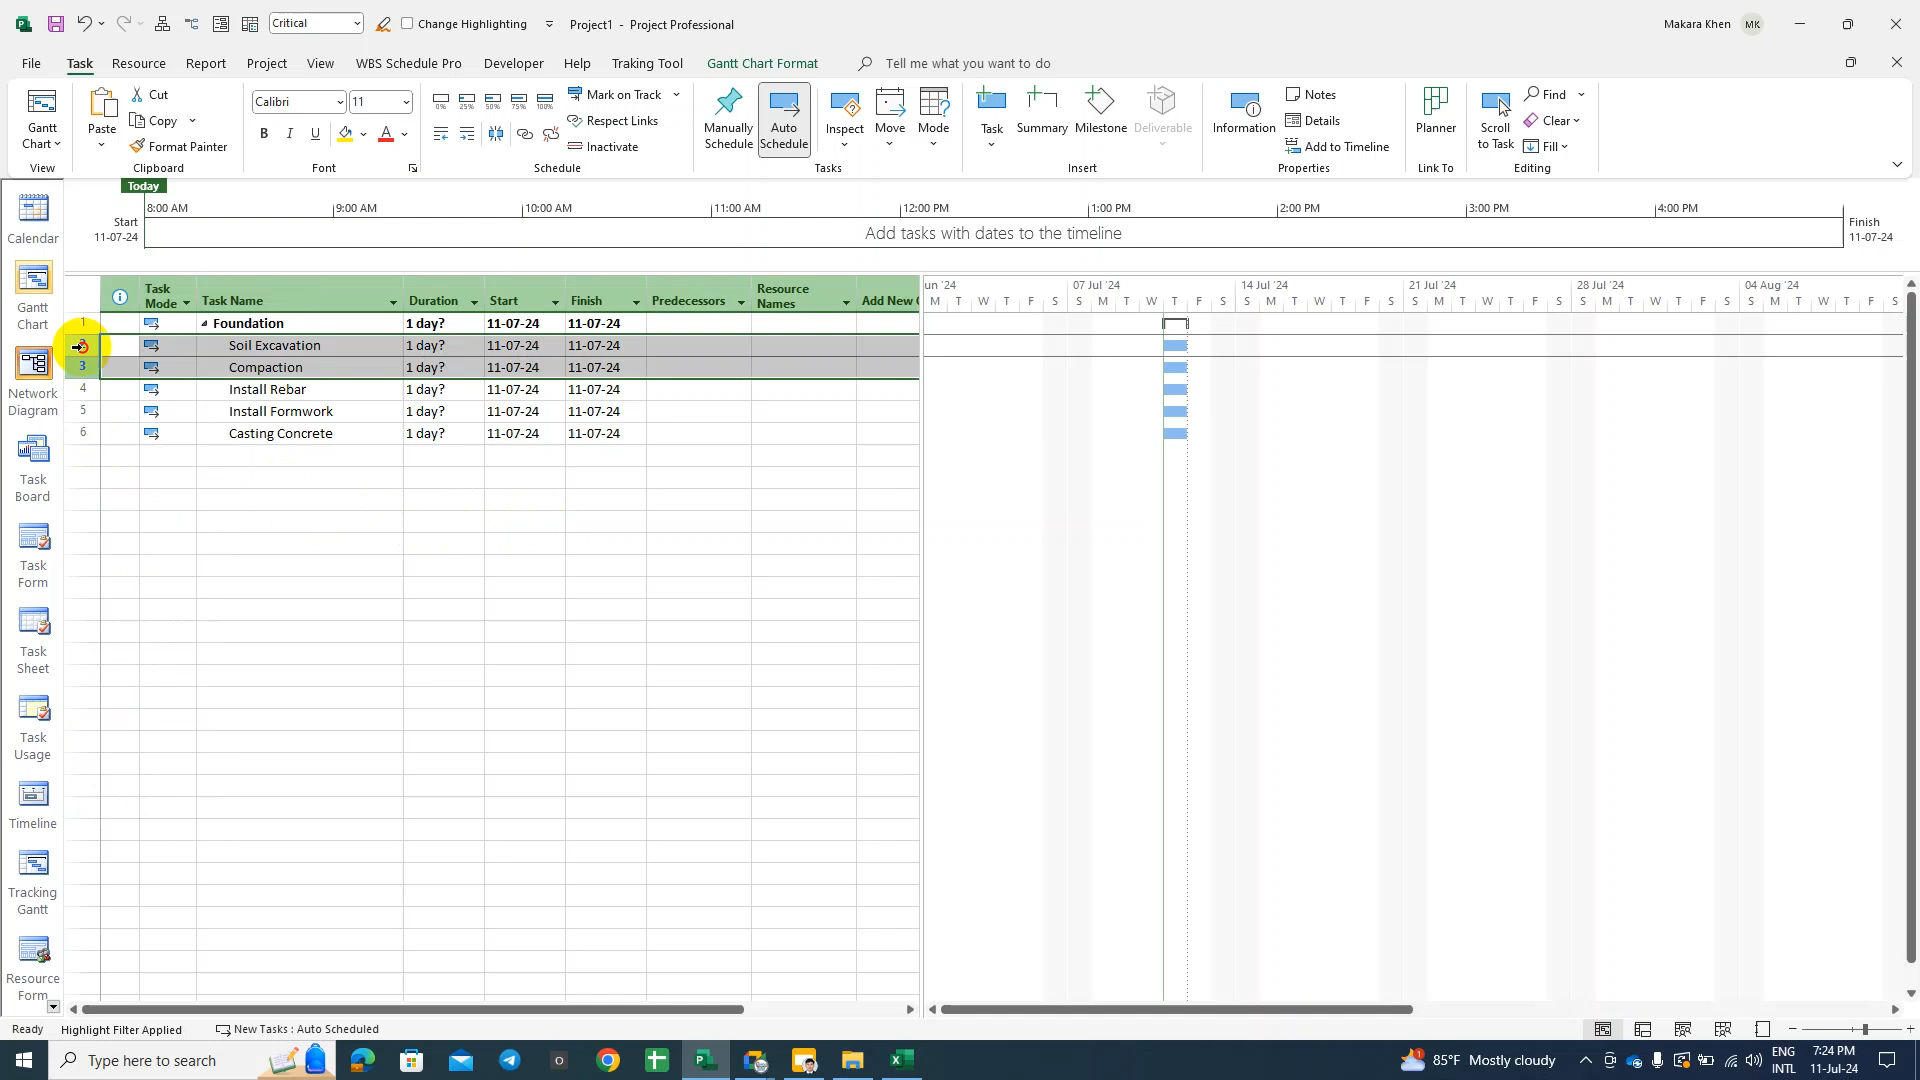 Critical
Change Highlighting
Project1 - Project Professional
Makara Khen
MK
File
Task
Resource
Report
Project
View
WBS Schedule Pro
Developer
Help
Traking Tool
Gantt Chart Format
Tell me what you want to do
Gantt
Chart
View
Paste
Cut
Copy
Format Painter
Clipboard
Calibri
11
B I U
A
Font
0% 25% 50% 75% 100%
Mark on Track
Respect Links
Inactivate
Schedule
Manually
Schedule
Auto
Schedule
Inspect
Move
Mode
Tasks
Task
Summary
Milestone
Deliverable
Insert
Information
Notes
Details
Add to Timeline
Properties
Planner
Link To
Scroll
to Task
Find
Clear
Fill
Editing
Today
8:00 AM 9:00 AM 10:00 AM 11:00 AM 12:00 PM 1:00 PM 2:00 PM 3:00 PM 4:00 PM
Start
11-07-24
Add tasks with dates to the timeline
Finish
11-07-24
Calendar
Gantt
Chart
Network
Diagram
Task
Board
Task
Form
Task
Sheet
Task
Usage
Timeline
Tracking
Gantt
Resource
Form
Task
Mode
Task Name
Duration
Start
Finish
Predecessors
Resource
Names
Add New C
1 Foundation 1 day? 11-07-24 11-07-24
Soil Excavation 1 day? 11-07-24 11-07-24
3 Compaction 1 day? 11-07-24 11-07-24
4 Install Rebar 1 day? 11-07-24 11-07-24
5 Install Formwork 1 day? 11-07-24 11-07-24
6 Casting Concrete 1 day? 11-07-24 11-07-24
un '24 07 Jul '24 14 Jul '24 21 Jul '24 28 Jul '24 04 Aug '24
M T W T F S S M T W T F S S M T W T F S S M T W T F S S M T W T F S S M T W T F S
Ready
Highlight Filter Applied
New Tasks : Auto Scheduled
Type here to search
85°F Mostly cloudy
ENG
INTL
7:24 PM
11-Jul-24